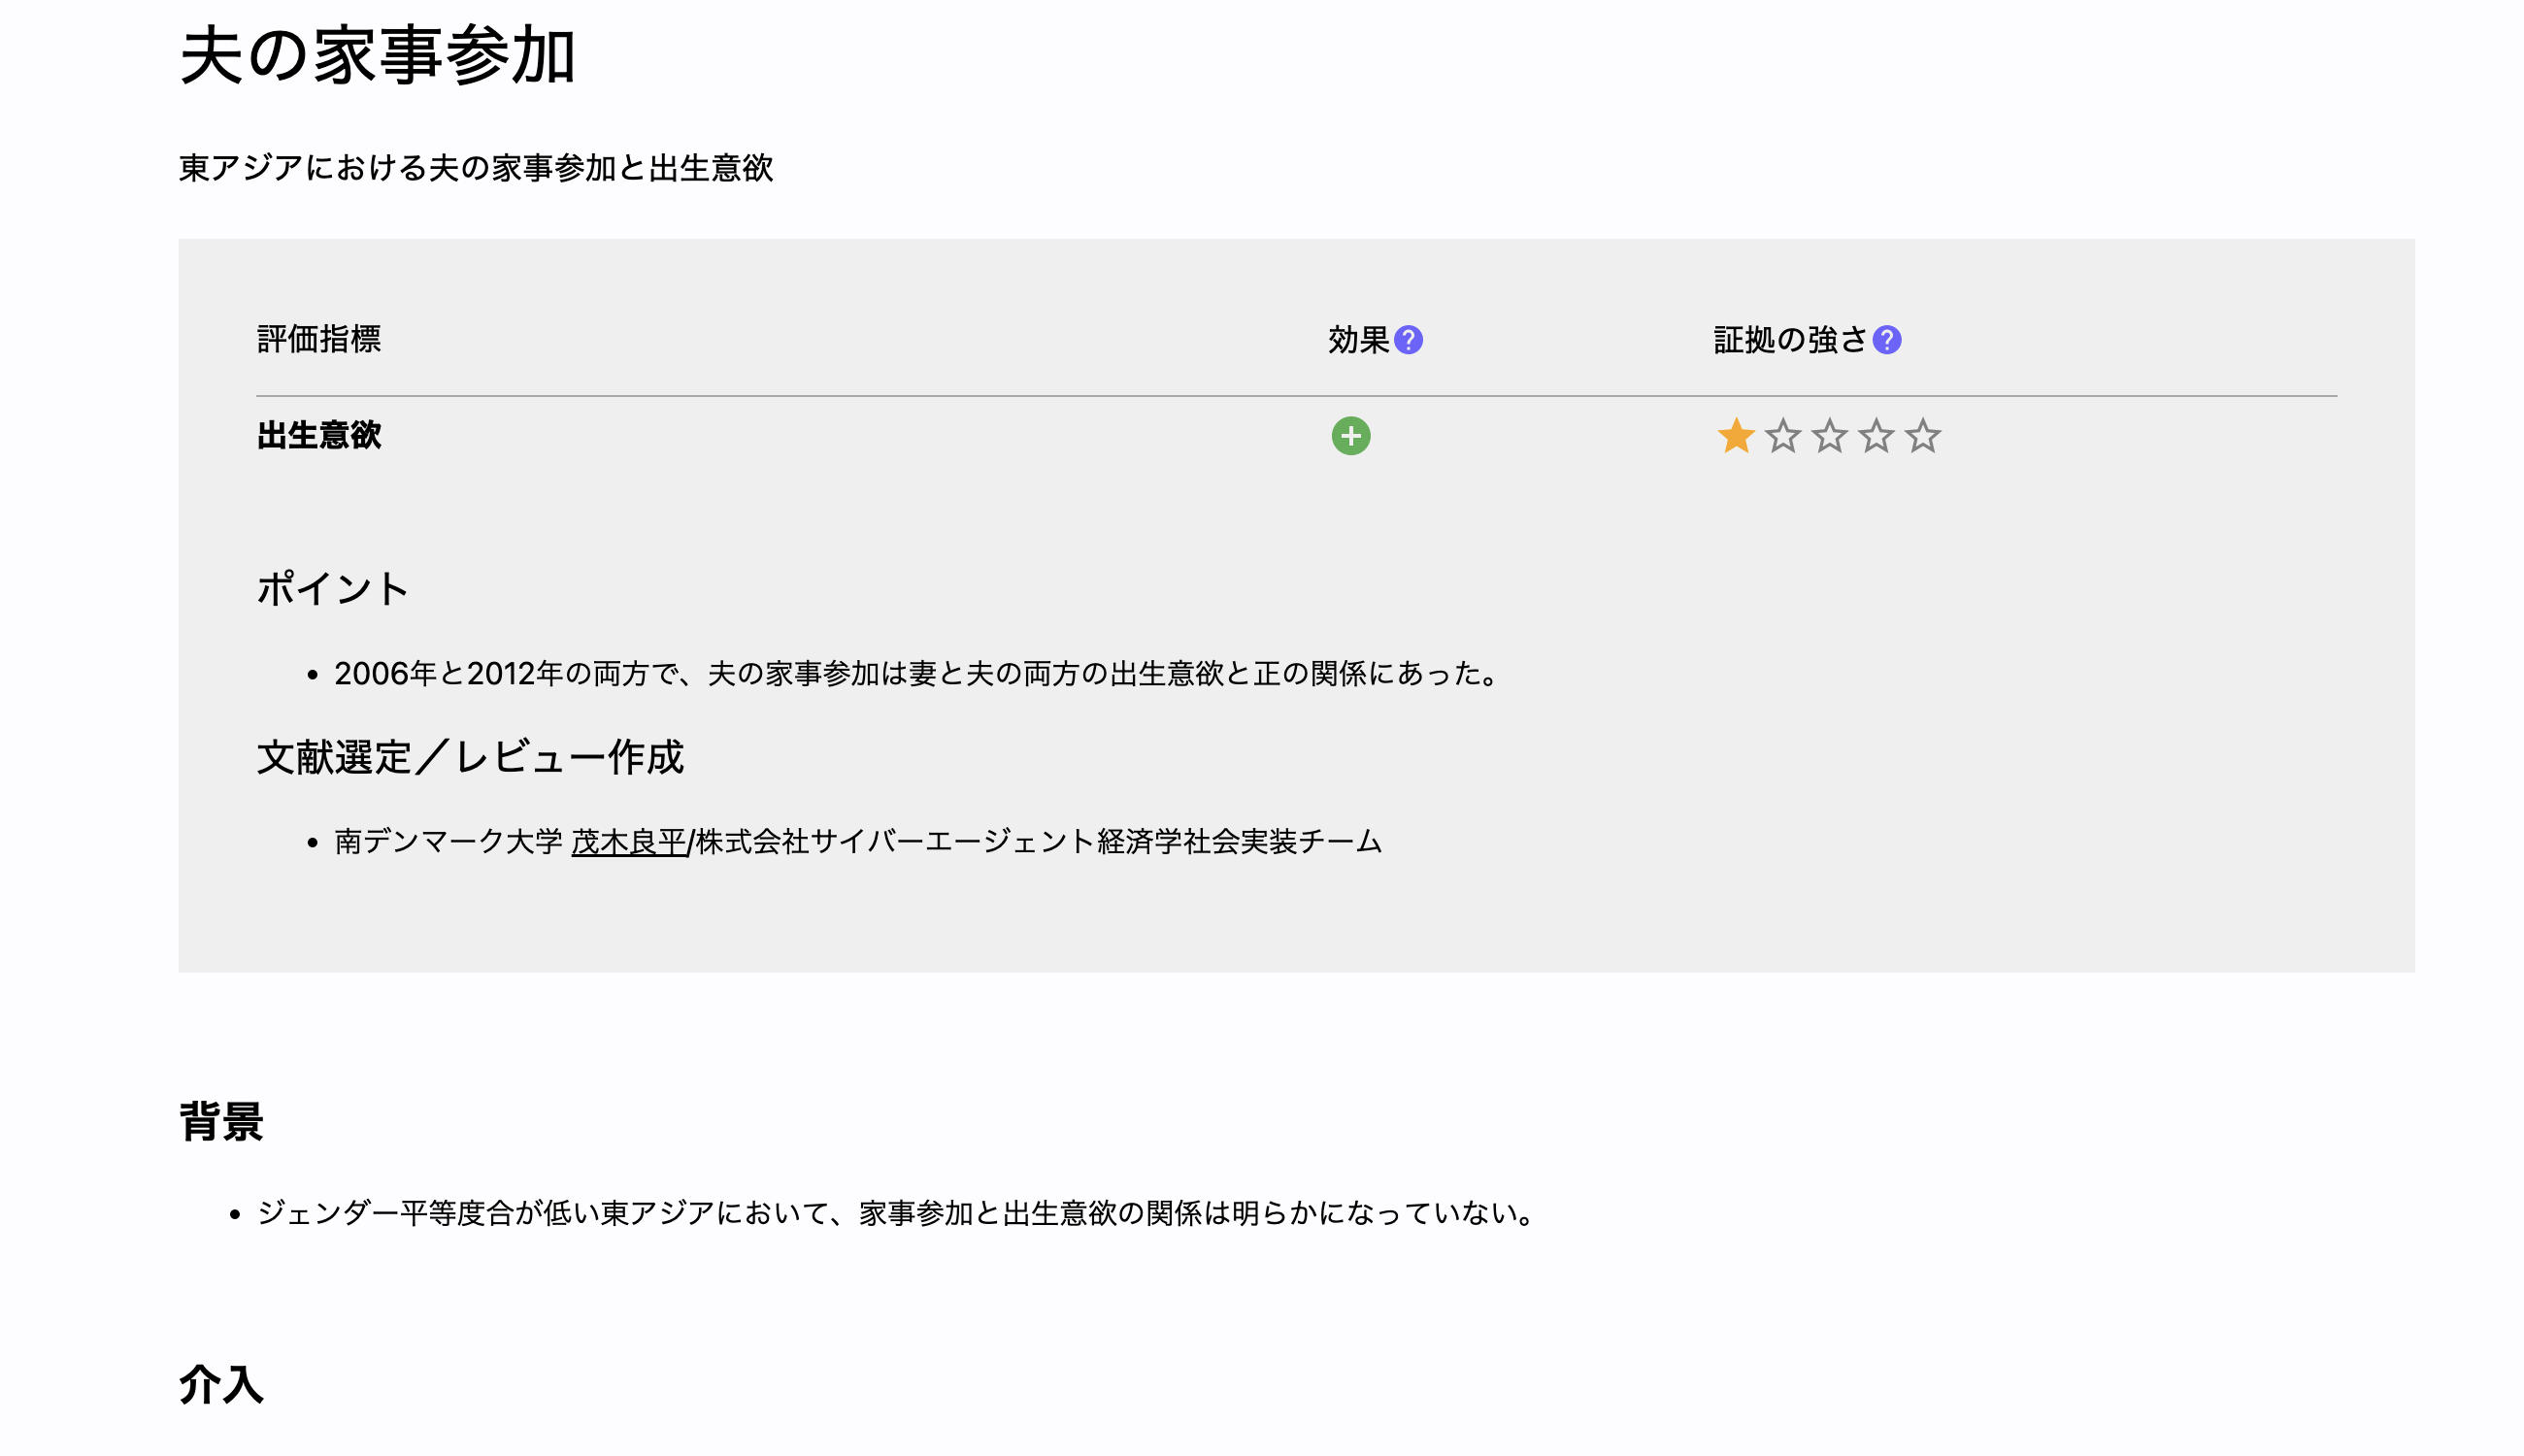 夫の家事参加
東アジアにおける夫の家事参加と出生意欲
評価指標 効果? 証拠の強さ?
出生意欲
ポイント
• 2006年と2012年の両方で、夫の家事参加は妻と夫の両方の出生意欲と正の関係にあった。
文献選定／レビュー作成
• 南デンマーク大学 茂木良平/株式会社サイバーエージェント経済学社会実装チーム
背景
• ジェンダー平等度合が低い東アジアにおいて、家事参加と出生意欲の関係は明らかになっていない。
介入